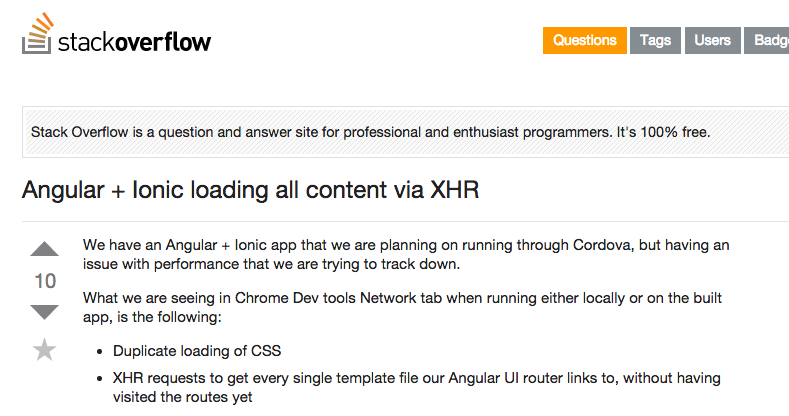 stackoverflow
Questions Tags Users Badg
Stack Overflow is a question and answer site for professional and enthusiast programmers. It's 100% free.
Angular + Ionic loading all content via XHR
We have an Angular + Ionic app that we are planning on running through Cordova, but having an
issue with performance that we are trying to track down.
10
What we are seeing in Chrome Dev tools Network tab when running either locally or on the built
app, is the following:
• Duplicate loading of CSS
• XHR requests to get every single template file our Angular UI router links to, without having
visited the routes yet